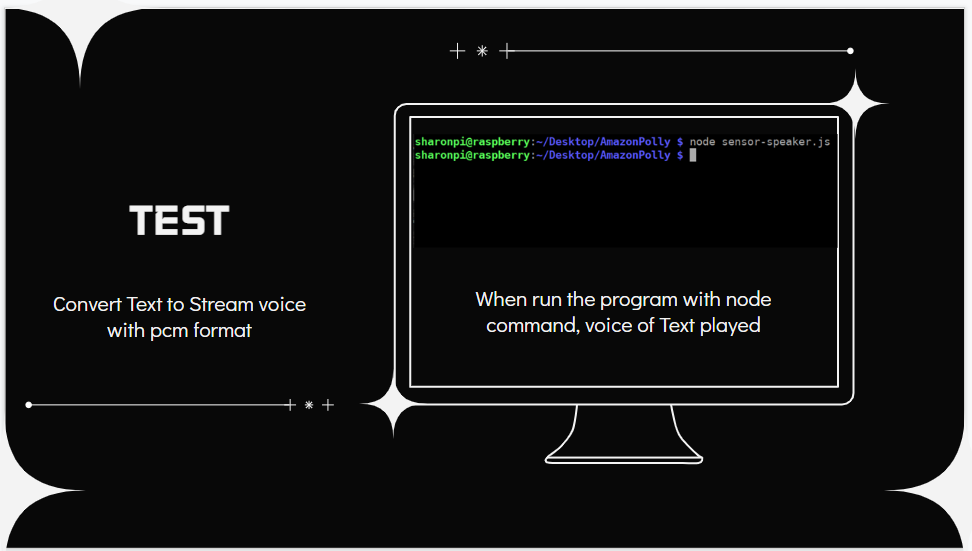 TEST
Convert Text to Stream voice
with pcm format
sharonpi@raspberry:~/Desktop/AmazonPolly $ node sensor-speaker.js
sharonpi@raspberry:~/Desktop/AmazonPolly $
When run the program with node
command, voice of Text played